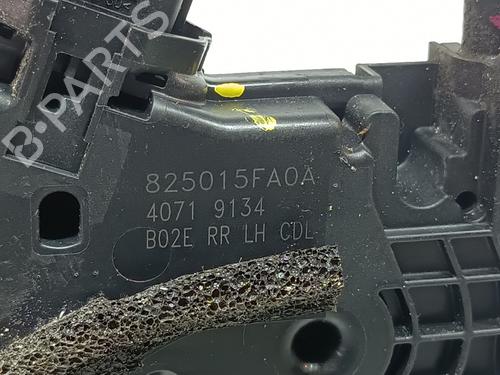 B-PARTS
825015FA0A
4071 9134
B02E RR LH CDL